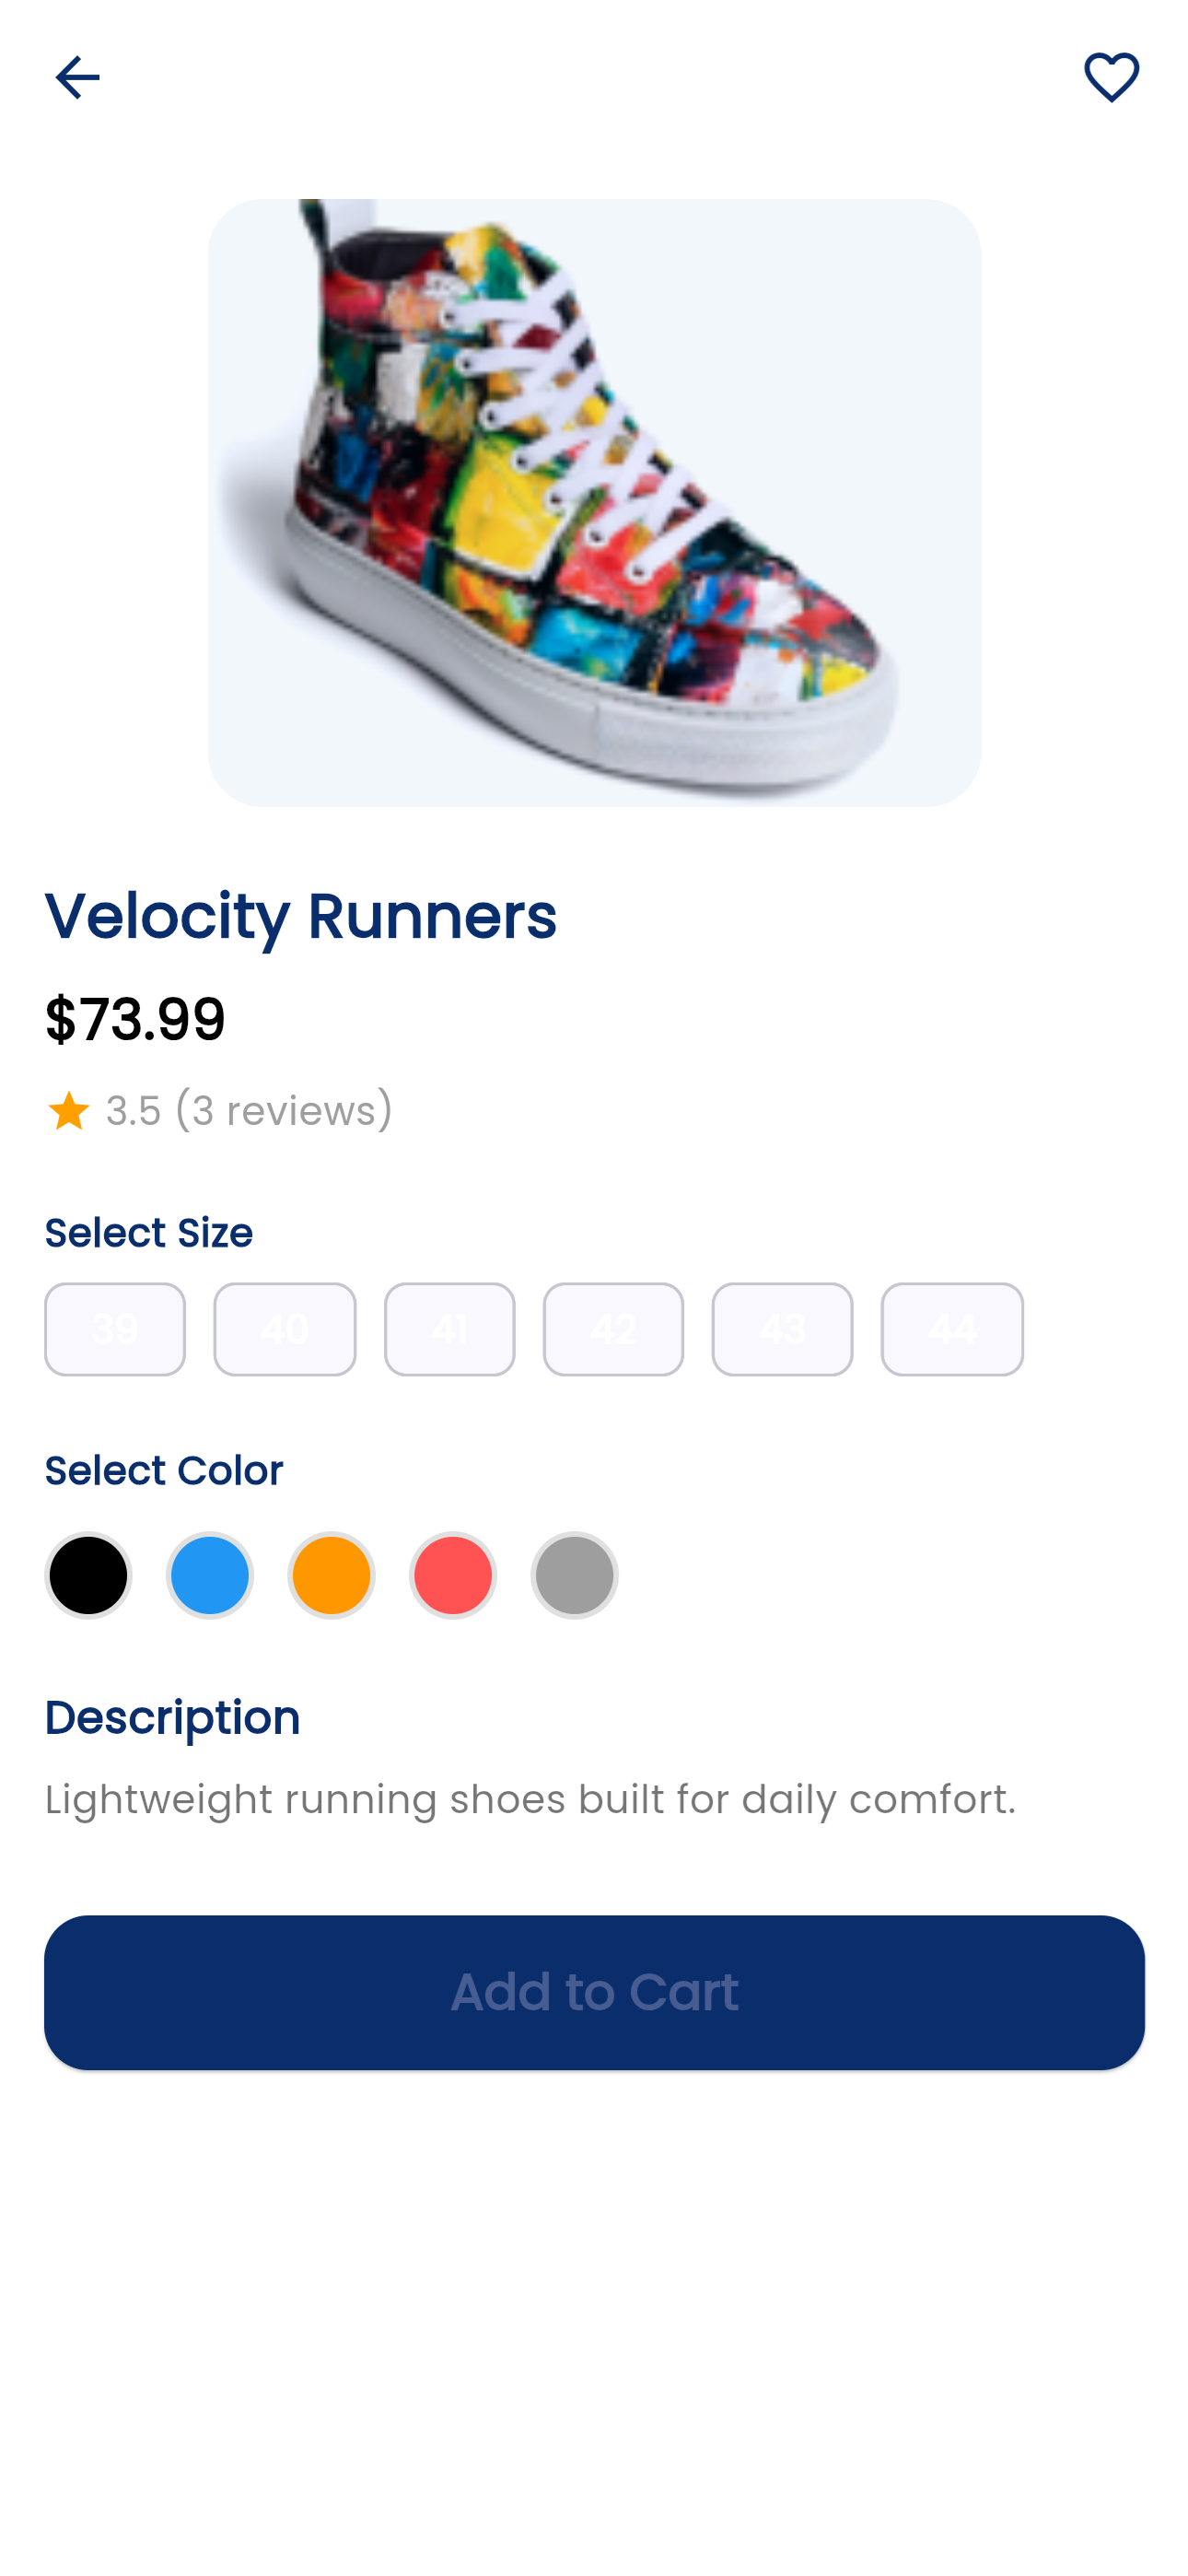 Velocity Runners
$73.99
3.5 (3 reviews)
Select Size
39 40 41 42 43 44
Select Color
Description
Lightweight running shoes built for daily comfort.
Add to Cart